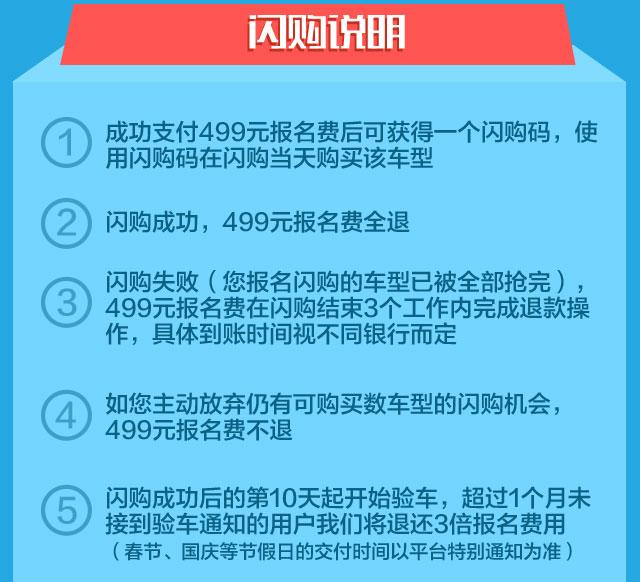 闪购说明
1 成功支付499元报名费后可获得一个闪购码，使
用闪购码在闪购当天购买该车型
2 闪购成功，499元报名费全退
闪购失败（您报名闪购的车型已被全部抢完），
3 499元报名费在闪购结束3个工作内完成退款操
作，具体到账时间视不同银行而定
4 如您主动放弃仍有可购买数车型的闪购机会，
499元报名费不退
5 闪购成功后的第10天起开始验车，超过1个月未
接到验车通知的用户我们将退还3倍报名费用
（春节、国庆等节假日的交付时间以平台特别通知为准）